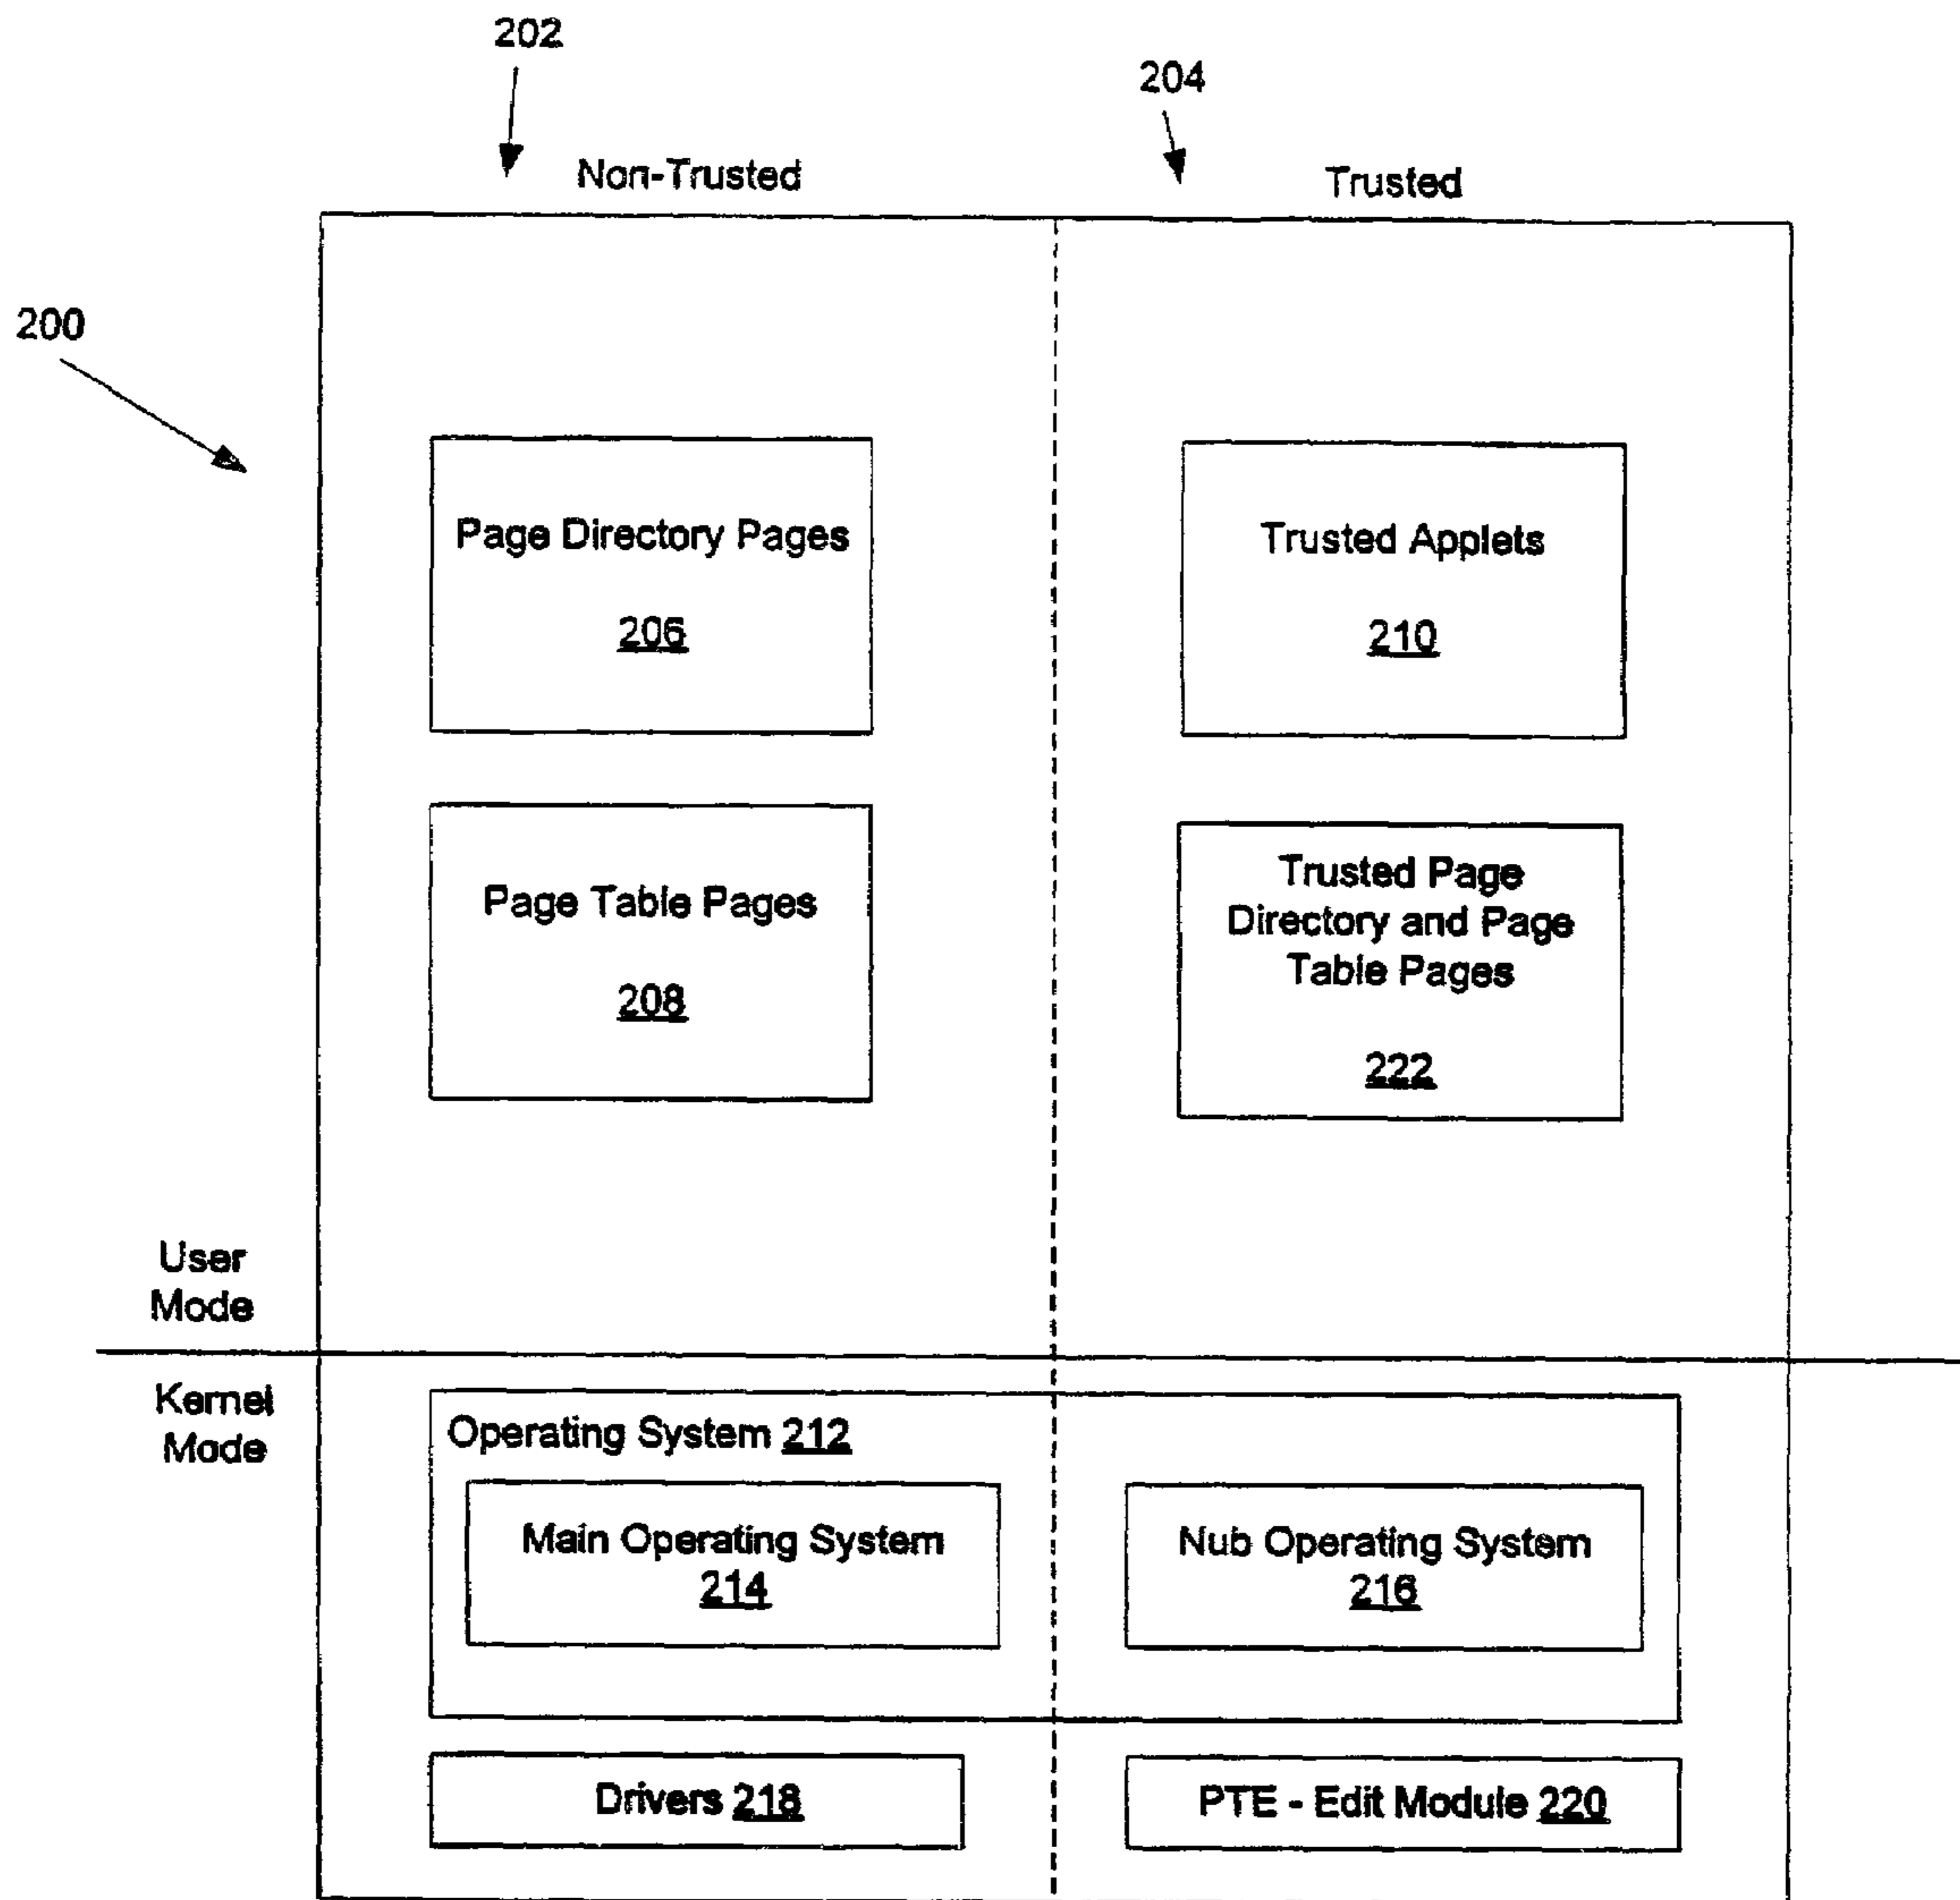 202
204
Non-Trusted
Trusted
200
Page Directory Pages
206
Trusted Applets
210
Page Table Pages
208
Trusted Page
Directory and Page
Table Pages
222
User
Mode
Kernel
Mode
Operating System 212
Main Operating System
214
Nub Operating System
216
Drivers 218
PTE - Edit Module 220